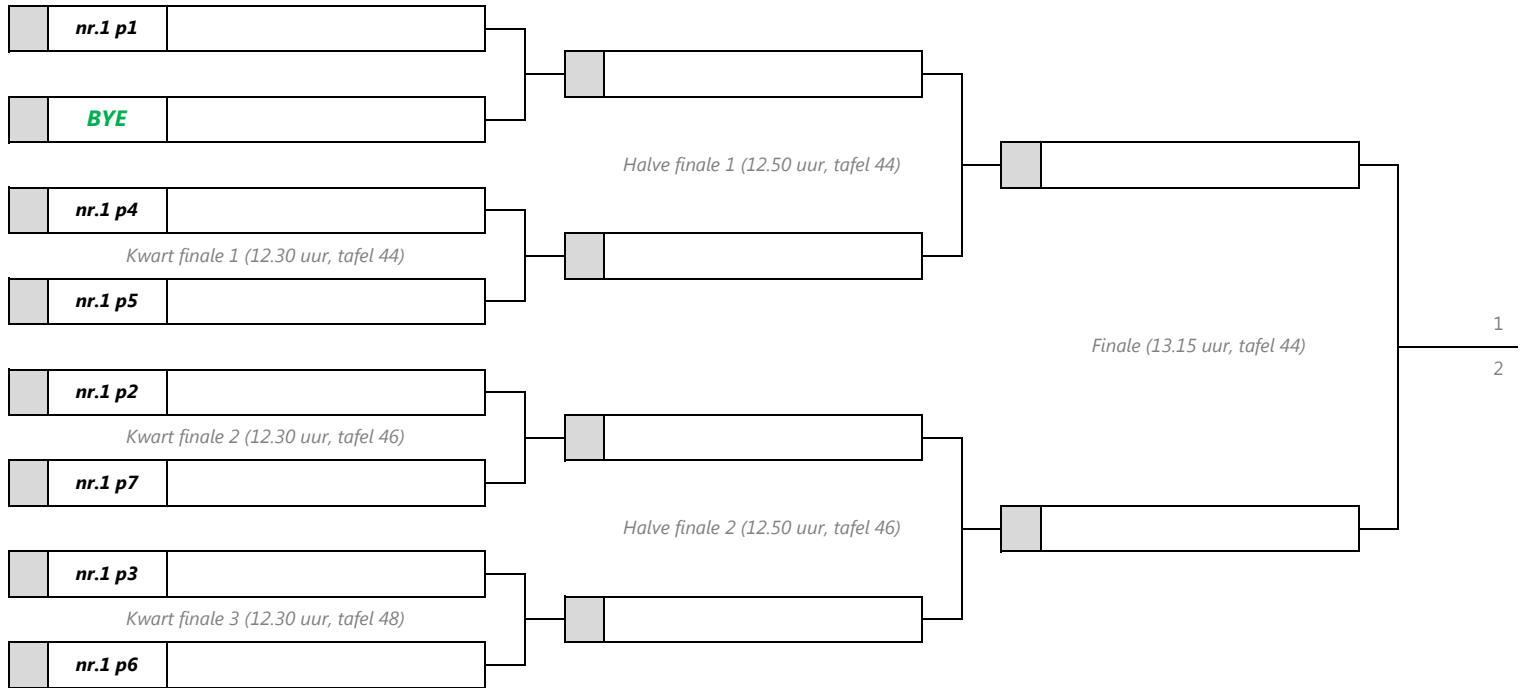 nr.1 p1
BYE
Halve finale 1 (12.50 uur, tafel 44)
nr.1 p4
Kwart finale 1 (12.30 uur, tafel 44)
nr.1 p5
1
Finale (13.15 uur, tafel 44)
2
nr.1 p2
Kwart finale 2 (12.30 uur, tafel 46)
nr.1 p7
Halve finale 2 (12.50 uur, tafel 46)
nr.1 p3
Kwart finale 3 (12.30 uur, tafel 48)
nr.1 p6